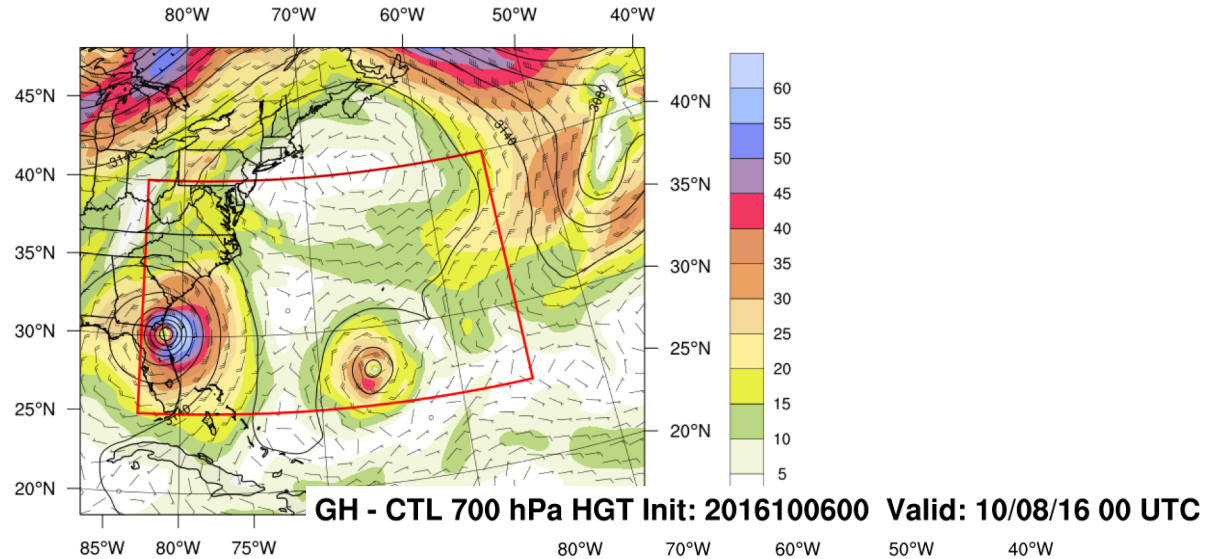 80°W 70°W 60°W 50°W 40°W
45°N
40°N
35°N
30°N
25°N
20°N
3140
3140
3080
3140
40°N
35°N
30°N
25°N
20°N
60
55
50
45
40
35
30
25
20
15
10
5
GH - CTL 700 hPa HGT Init: 2016100600 Valid: 10/08/16 00 UTC
85°W 80°W 75°W 80°W 70°W 60°W 50°W 40°W